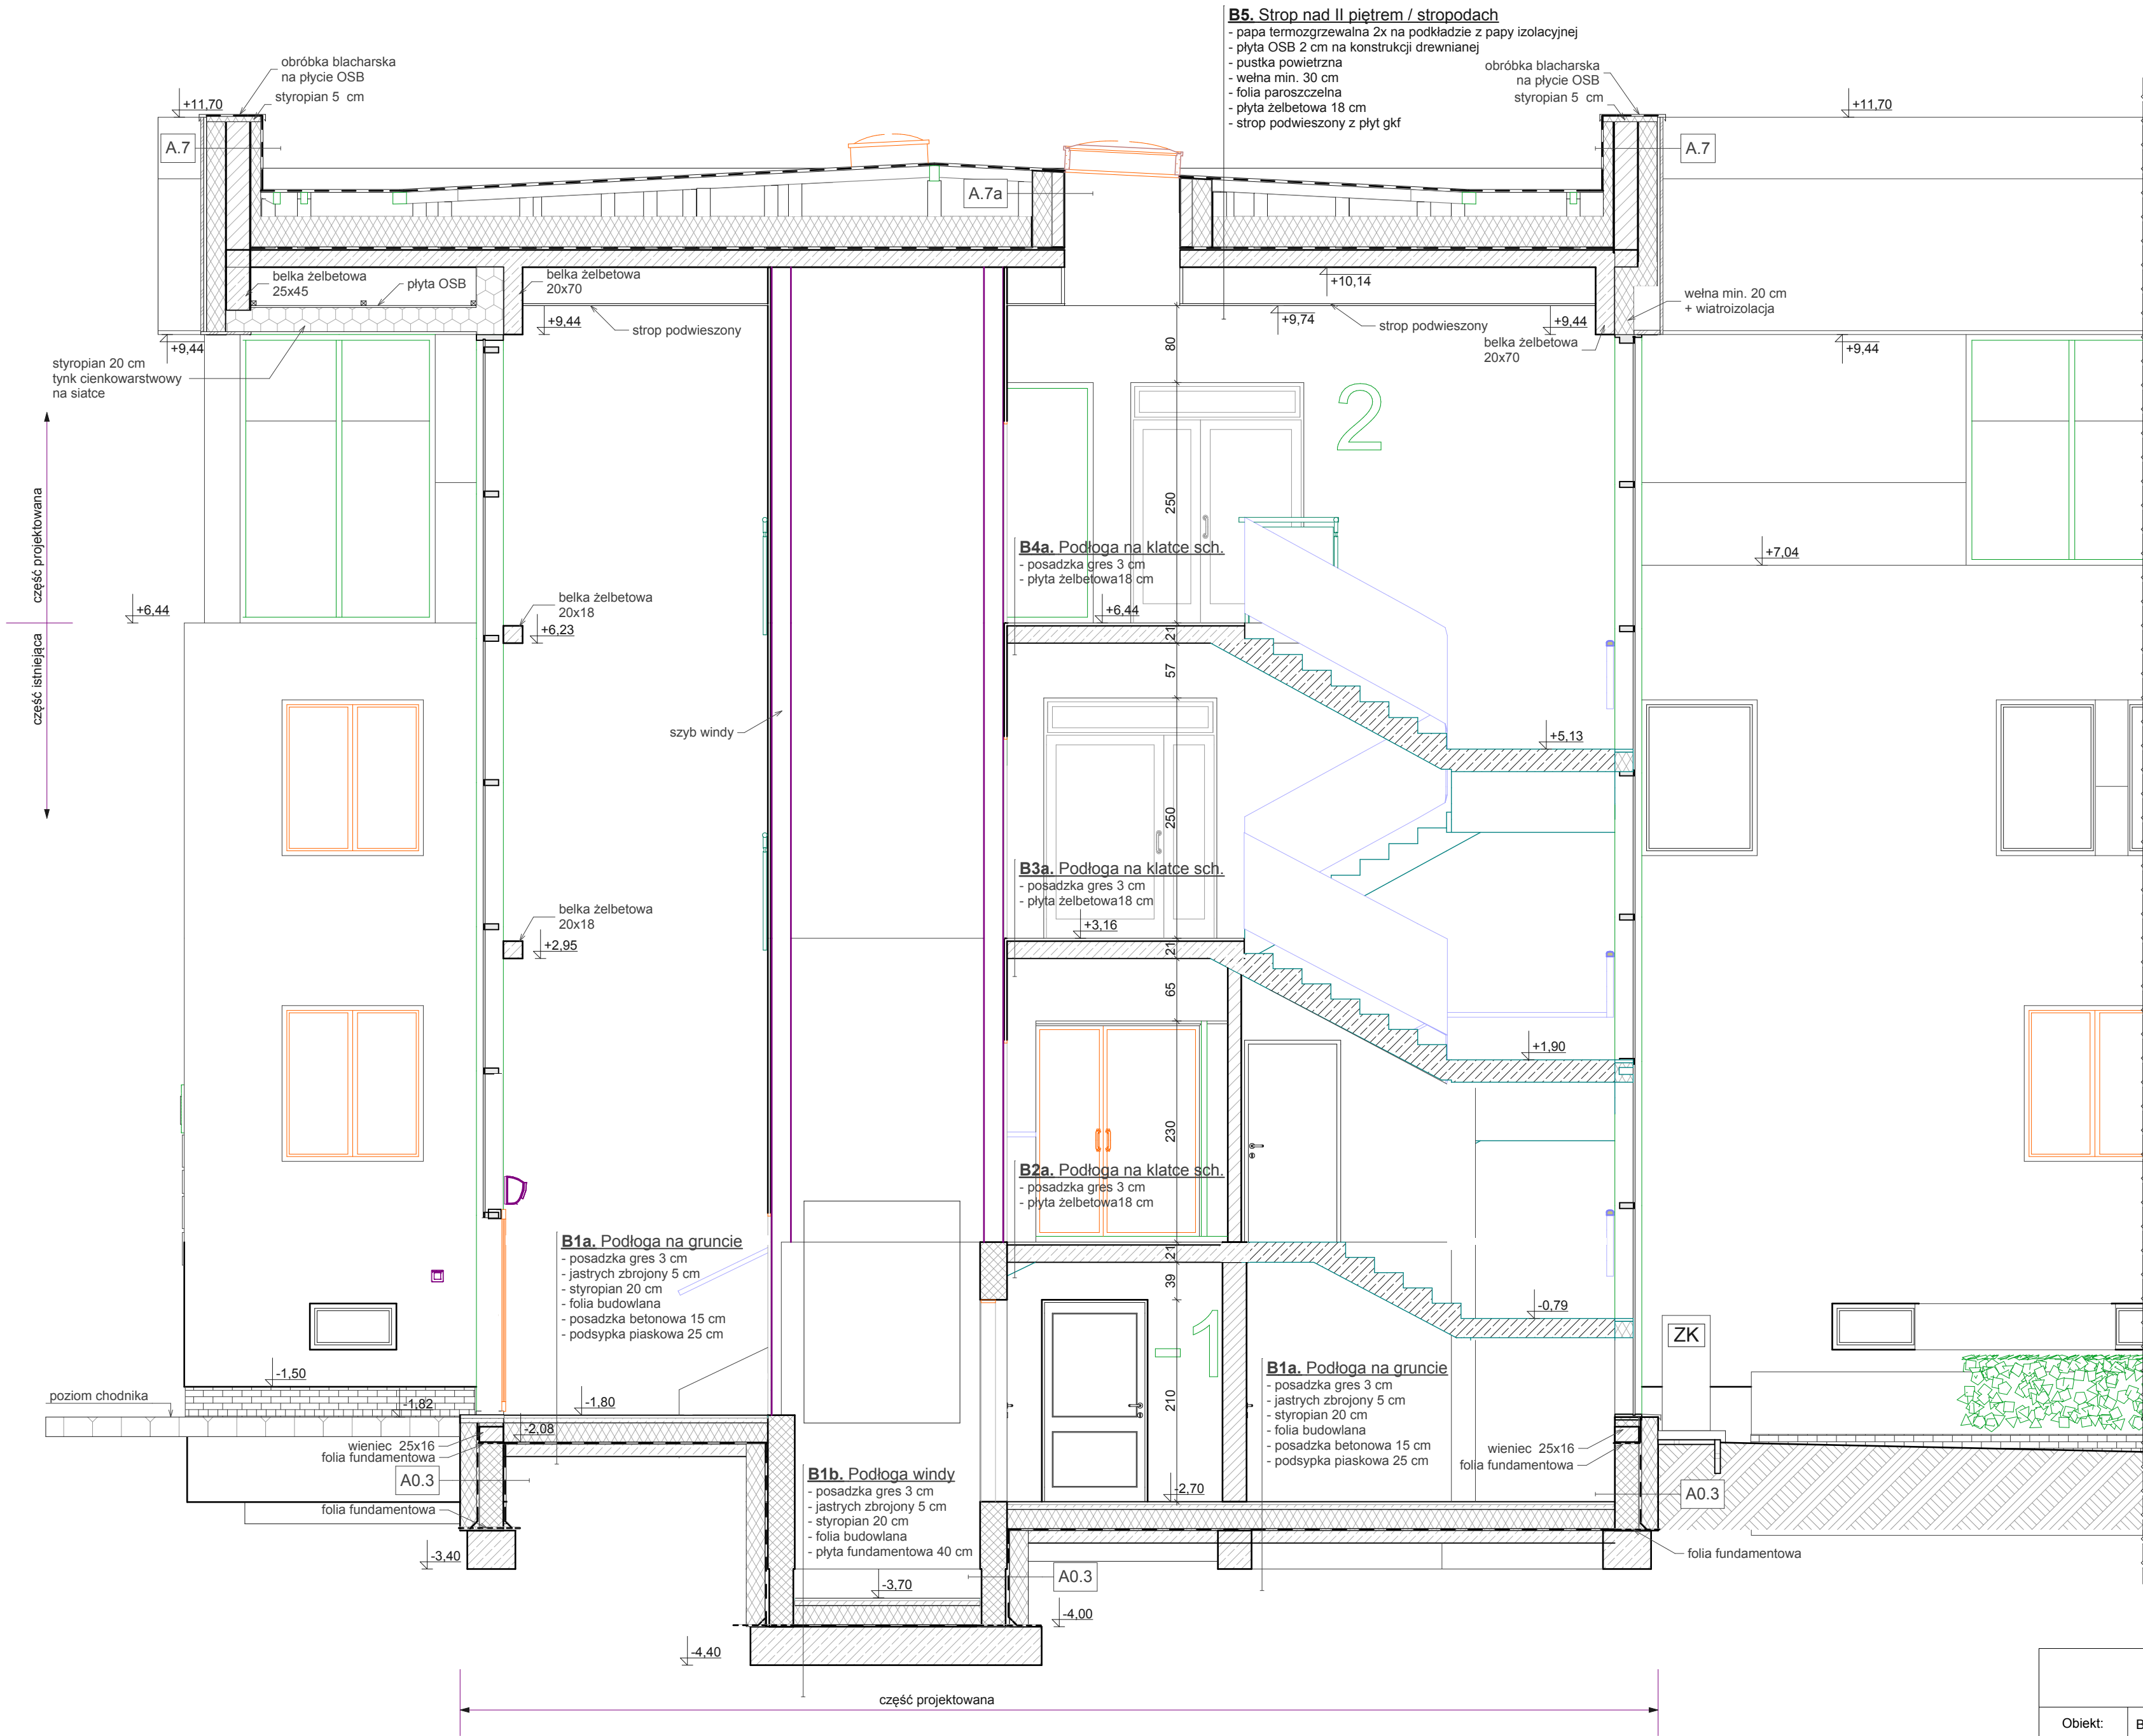 B5. Strop nad II piętrem / stropodach
- papa termozgrzewalna 2x na podkładzie z papy izolacyjnej
- płyta OSB 2 cm na konstrukcji drewnianej
- pustka powietrzna
- wełna min. 30 cm
- folia paroszczelna
- płyta żelbetowa 18 cm
- strop podwieszony z płyt gkf
obróbka blacharska
na płycie OSB
styropian 5 cm
obróbka blacharska
na płycie OSB
styropian 5 cm
+11,70
+11,70
A.7
A.7
A.7a
belka żelbetowa
25x45
płyta OSB
belka żelbetowa
20x70
+10,14
wełna min. 20 cm
+ wiatroizolacja
+9,44
strop podwieszony
+9,74
strop podwieszony
+9,44
belka żelbetowa
20x70
+9,44
+9,44
80
styropian 20 cm
tynk cienkowarstwowy
na siatce
2
część projektowana
część istniejąca
250
B4a. Podłoga na klatce sch.
- posadzka gres 3 cm
- płyta żelbetowa18 cm
+7,04
+6,44
belka żelbetowa
20x18
+6,23
+6,44
21
57
szyb windy
+5,13
250
B3a. Podłoga na klatce sch.
- posadzka gres 3 cm
- płyta żelbetowa18 cm
belka żelbetowa
20x18
+2,95
+3,16
21
65
+1,90
230
B2a. Podłoga na klatce sch.
- posadzka gres 3 cm
- płyta żelbetowa18 cm
B1a. Podłoga na gruncie
- posadzka gres 3 cm
- jastrych zbrojony 5 cm
- styropian 20 cm
- folia budowlana
- posadzka betonowa 15 cm
- podsypka piaskowa 25 cm
21
39
-1
-0,79
ZK
210
B1a. Podłoga na gruncie
- posadzka gres 3 cm
- jastrych zbrojony 5 cm
- styropian 20 cm
- folia budowlana
- posadzka betonowa 15 cm
- podsypka piaskowa 25 cm
-1,50
poziom chodnika
-1,82
-1,80
-2,08
wieniec 25x16
folia fundamentowa
A0.3
folia fundamentowa
-3,40
B1b. Podłoga windy
- posadzka gres 3 cm
- jastrych zbrojony 5 cm
- styropian 20 cm
- folia budowlana
- płyta fundamentowa 40 cm
-2,70
wieniec 25x16
folia fundamentowa
A0.3
folia fundamentowa
-3,70
A0.3
-4,00
-4,40
część projektowana
Obiekt:
B